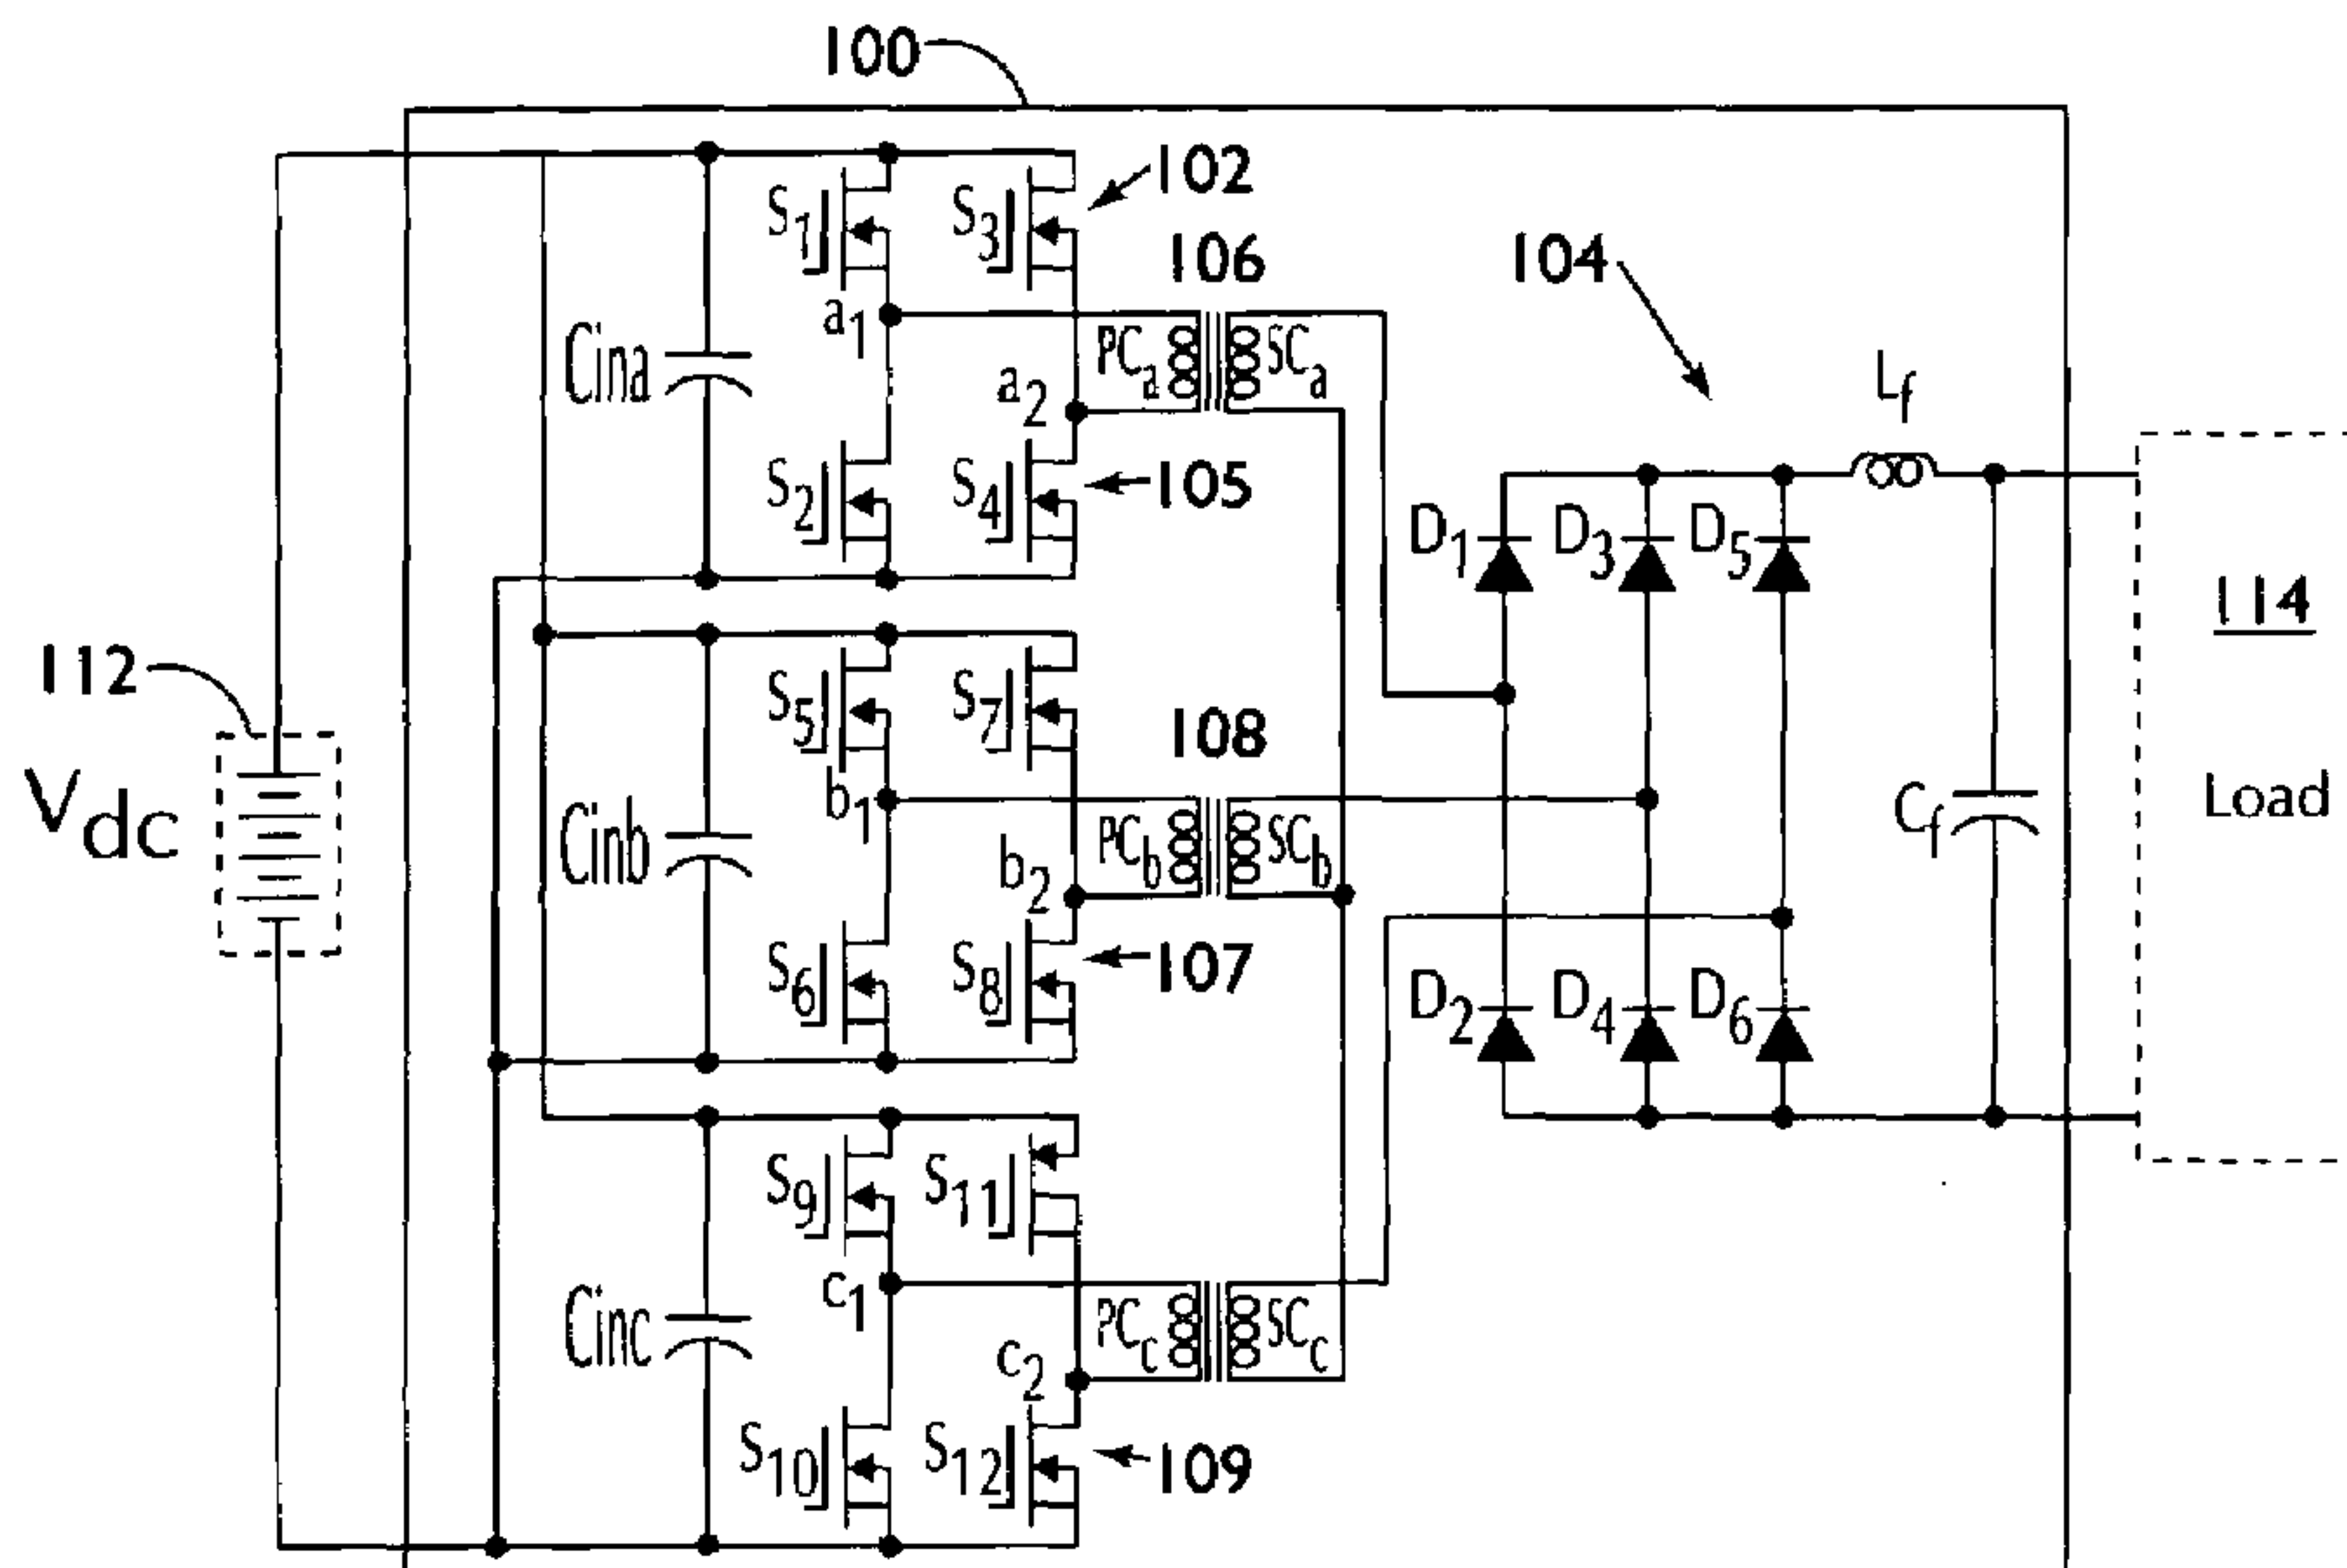 100
102
S1
S3
106
104
a1
PCa
SCa
Cina
a2
Lf
S2
S4
105
D1
D3
D5
114
112
S5
S7
108
Vdc
b1
Cinb
PCb
SCb
b2
Cf
Load
S6
S8
107
D2
D4
D6
S9
S11
c1
Cinc
PCc
SCc
c2
S10
S12
109